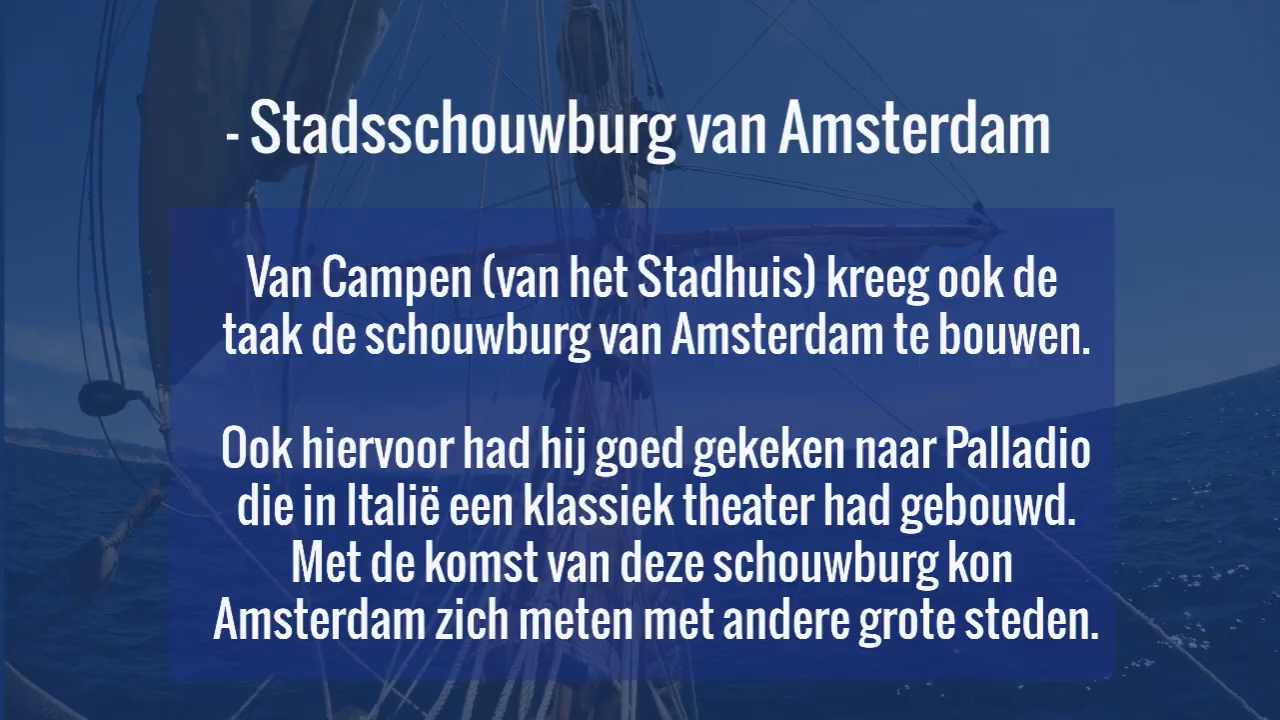 - Stadsschouwburg van Amsterdam
Van Campen (van het Stadhuis) kreeg ook de
taak de schouwburg van Amsterdam te bouwen.
Ook hiervoor had hij goed gekeken naar Palladio
die in Italië een klassiek theater had gebouwd.
Met de komst van deze schouwburg kon
Amsterdam zich meten met andere grote steden.